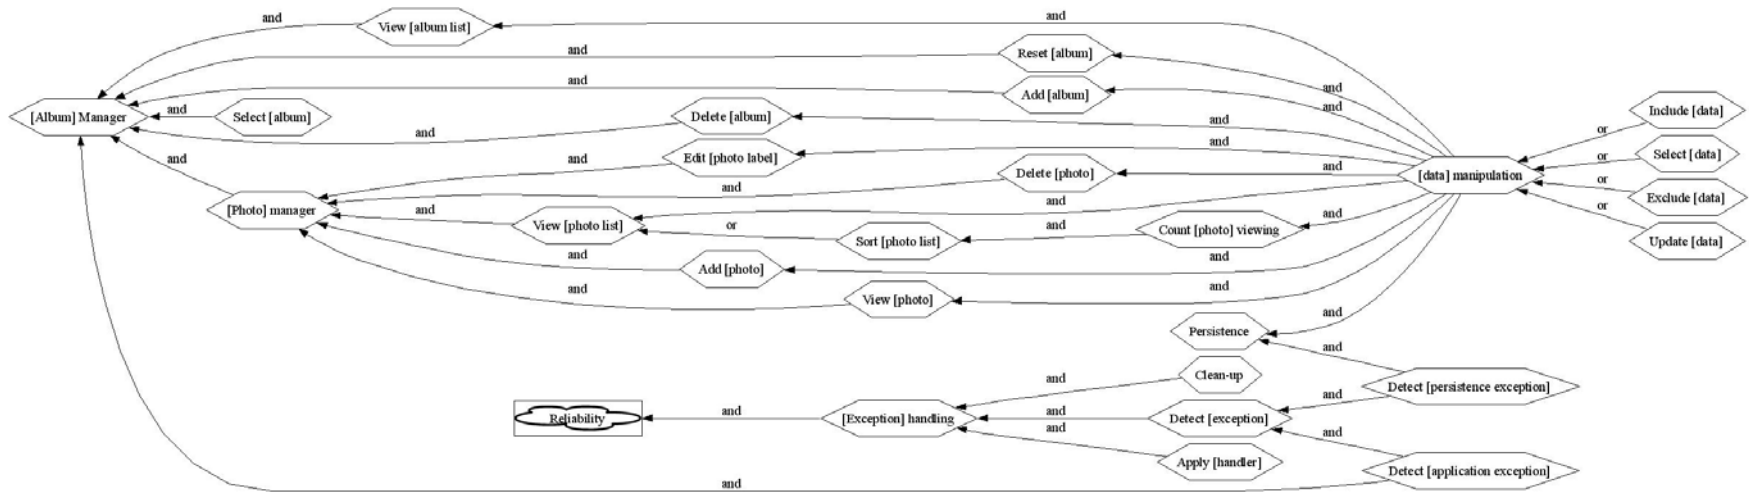 and
View [album list]
and
and
Reset [album]
and
and
Add [album]
and
[Album] Manager
and
Select [album]
Delete [album]
and
and
Include [data]
or
and
Edit [photo label]
and
and
Select [data]
or
and
Delete [photo]
and
[data] manipulation
and
or
Exclude [data]
[Photo] manager
and
View [photo list]
and
or
Sort [photo list]
and
Count [photo] viewing
and
or
Update [data]
and
Add [photo]
and
and
View [photo]
and
Persistence
and
and
Clean-up
and
Detect [persistence exception]
Reliability
and
[Exception] handling
and
Detect [exception]
and
and
Apply [handler]
and
Detect [application exception]
and